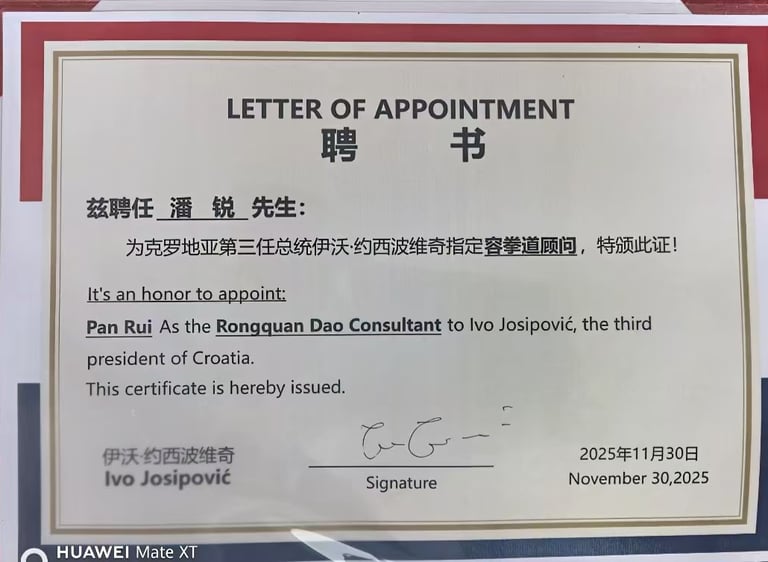 LETTER OF APPOINTMENT
聘 书
兹聘任 潘 锐 先生：
为克罗地亚第三任总统伊沃·约西波维奇指定容拳道顾问，特颁此证！
It's an honor to appoint:
Pan Rui As the Rongquan Dao Consultant to Ivo Josipović, the third
president of Croatia.
This certificate is hereby issued.
伊沃·约西波维奇
Ivo Josipović
Signature
2025年11月30日
November 30,2025
HUAWEI Mate XT